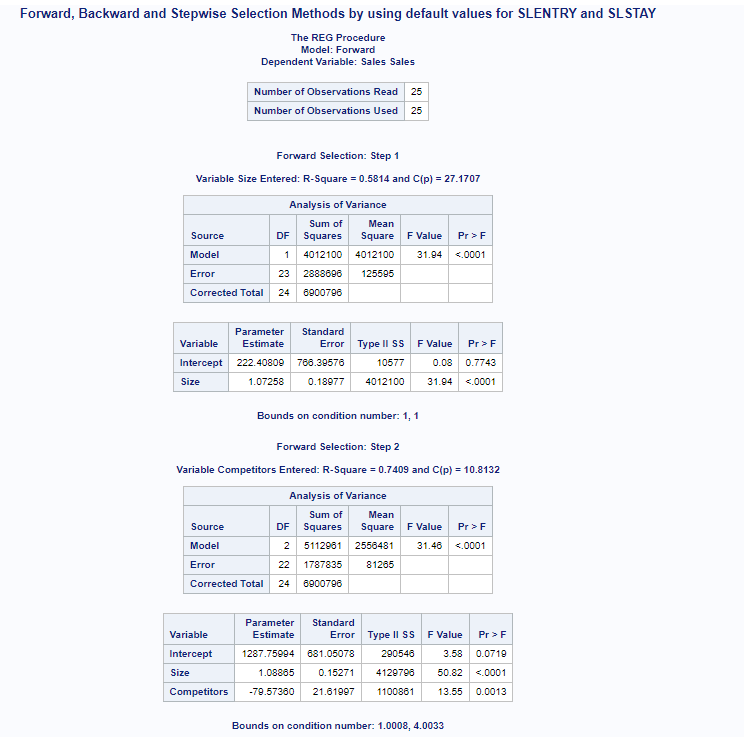 Forward, Backward and Stepwise Selection Methods by using default values for SLENTRY and SLSTAY
The REG Procedure
Model: Forward
Dependent Variable: Sales Sales
Number of Observations Read 25
Number of Observations Used 25
Forward Selection: Step 1
Variable Size Entered: R-Square = 0.5814 and C(p) = 27.1707
Analysis of Variance
Source DF Sum of Squares Mean Square F Value Pr > F
Model 1 4012100 4012100 31.94 <.0001
Error 23 2888696 125595
Corrected Total 24 6900796
Variable Parameter Estimate Standard Error Type II SS F Value Pr > F
Intercept 222.40809 766.39576 10577 0.08 0.7743
Size 1.07258 0.18977 4012100 31.94 <.0001
Bounds on condition number: 1, 1
Forward Selection: Step 2
Variable Competitors Entered: R-Square = 0.7409 and C(p) = 10.8132
Analysis of Variance
Source DF Sum of Squares Mean Square F Value Pr > F
Model 2 5112961 2556481 31.46 <.0001
Error 22 1787835 81265
Corrected Total 24 6900796
Variable Parameter Estimate Standard Error Type II SS F Value Pr > F
Intercept 1287.75994 681.05078 290546 3.58 0.0719
Size 1.08865 0.15271 4129796 50.82 <.0001
Competitors -79.57360 21.61997 1100861 13.55 0.0013
Bounds on condition number: 1.0008, 4.0033